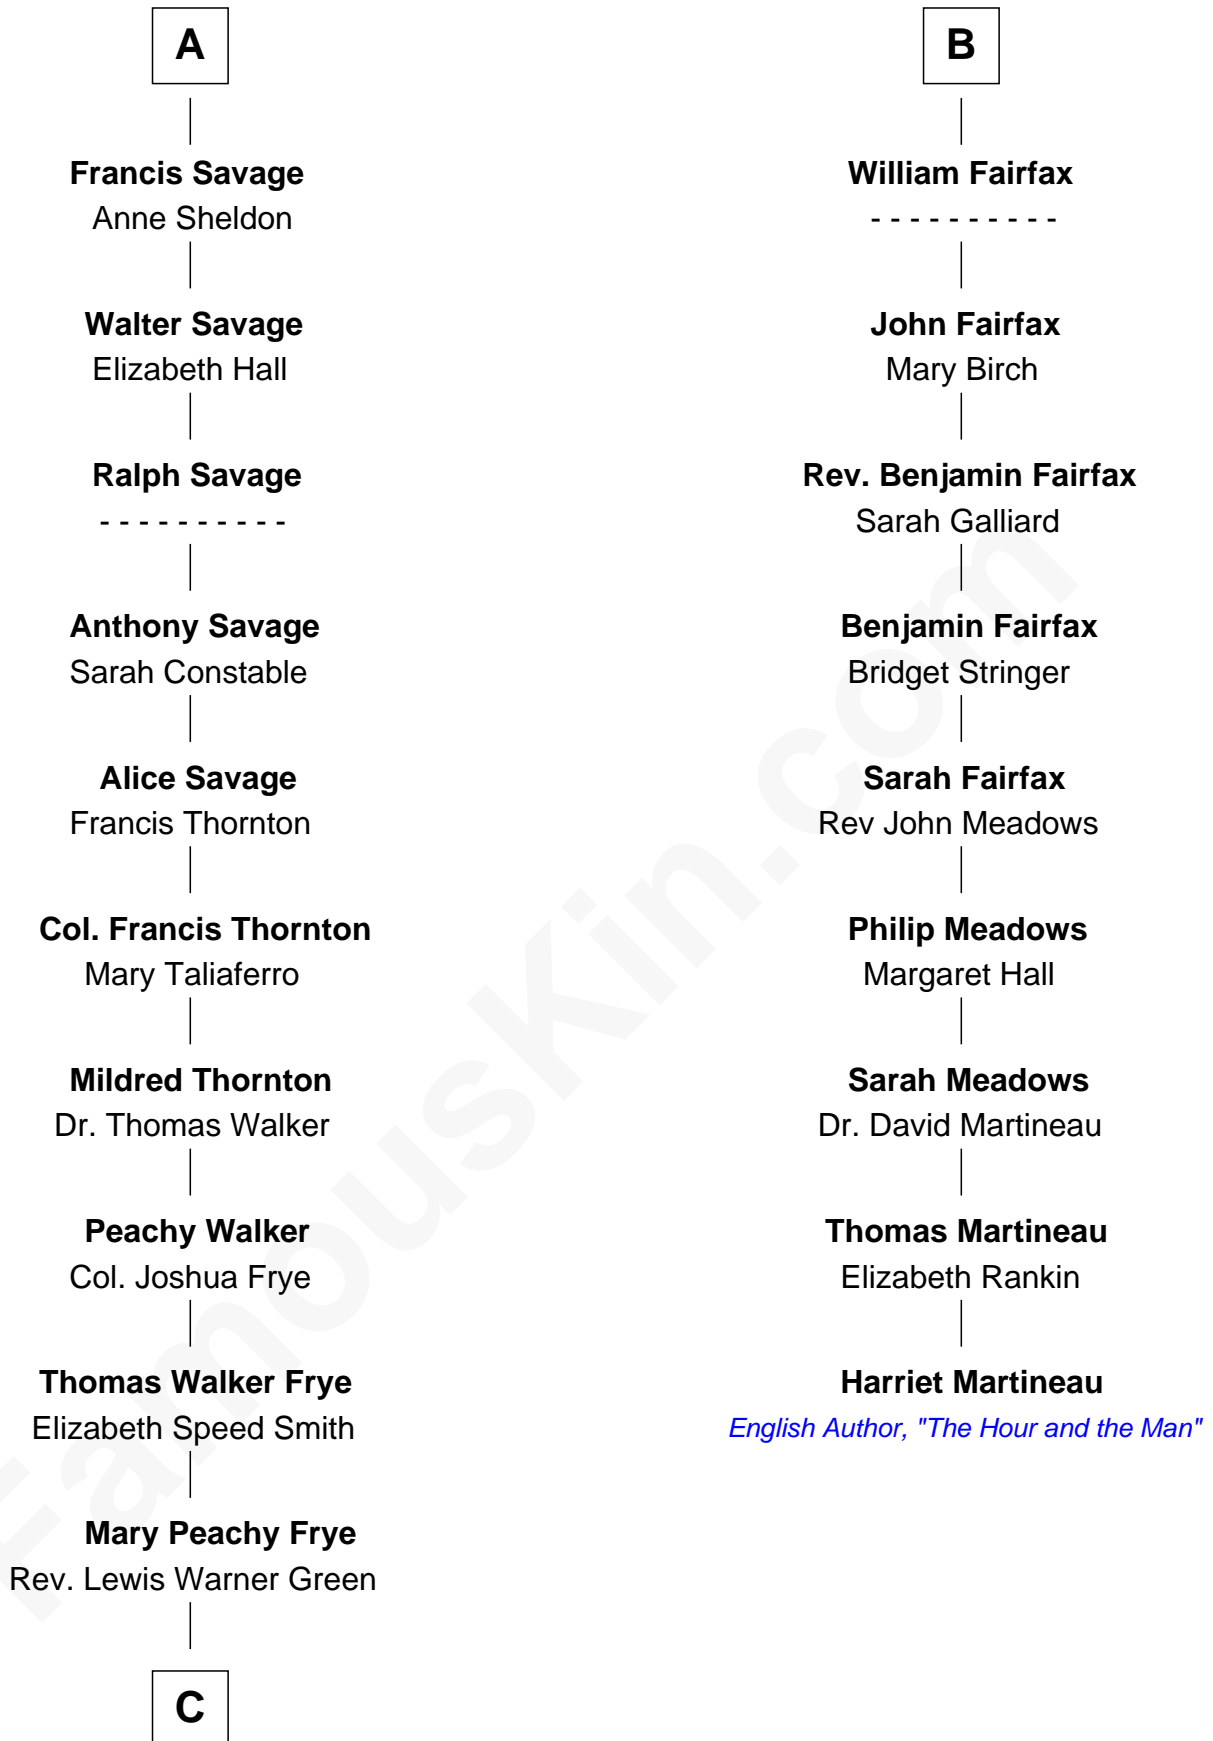 A
Francis Savage
Anne Sheldon
Walter Savage
Elizabeth Hall
Ralph Savage
- - - - - - - - - -
Anthony Savage
Sarah Constable
Alice Savage
Francis Thornton
Col. Francis Thornton
Mary Taliaferro
Mildred Thornton
Dr. Thomas Walker
Peachy Walker
Col. Joshua Frye
Thomas Walker Frye
Elizabeth Speed Smith
Mary Peachy Frye
Rev. Lewis Warner Green
C
B
William Fairfax
- - - - - - - - - -
John Fairfax
Mary Birch
Rev. Benjamin Fairfax
Sarah Galliard
Benjamin Fairfax
Bridget Stringer
Sarah Fairfax
Rev John Meadows
Philip Meadows
Margaret Hall
Sarah Meadows
Dr. David Martineau
Thomas Martineau
Elizabeth Rankin
Harriet Martineau
English Author, "The Hour and the Man"
FamousKin.com